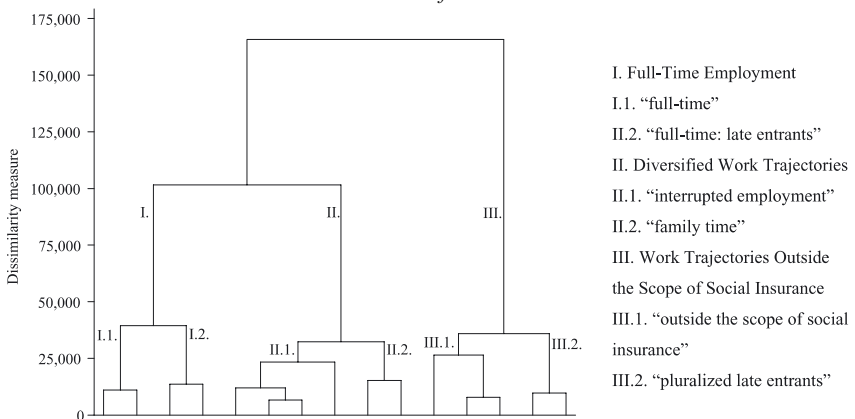 175,000
150,000
125,000
100,000
75,000
50,000
25,000
0
Dissimilarity measure
I.
II.
III.
I.1.
I.2.
II.1.
II.2.
III.1.
III.2.
I. Full-Time Employment
I.1. “full-time”
II.2. “full-time: late entrants”
II. Diversified Work Trajectories
II.1. “interrupted employment”
II.2. “family time”
III. Work Trajectories Outside
the Scope of Social Insurance
III.1. “outside the scope of social
insurance”
III.2. “pluralized late entrants”